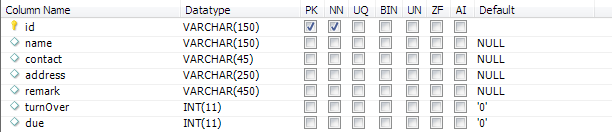 Column Name Datatype PK NN UQ BIN UN ZF AI Default
id VARCHAR(150)
name VARCHAR(150) NULL
contact VARCHAR(45) NULL
address VARCHAR(250) NULL
remark VARCHAR(450) NULL
turnOver INT(11) '0'
due INT(11) '0'